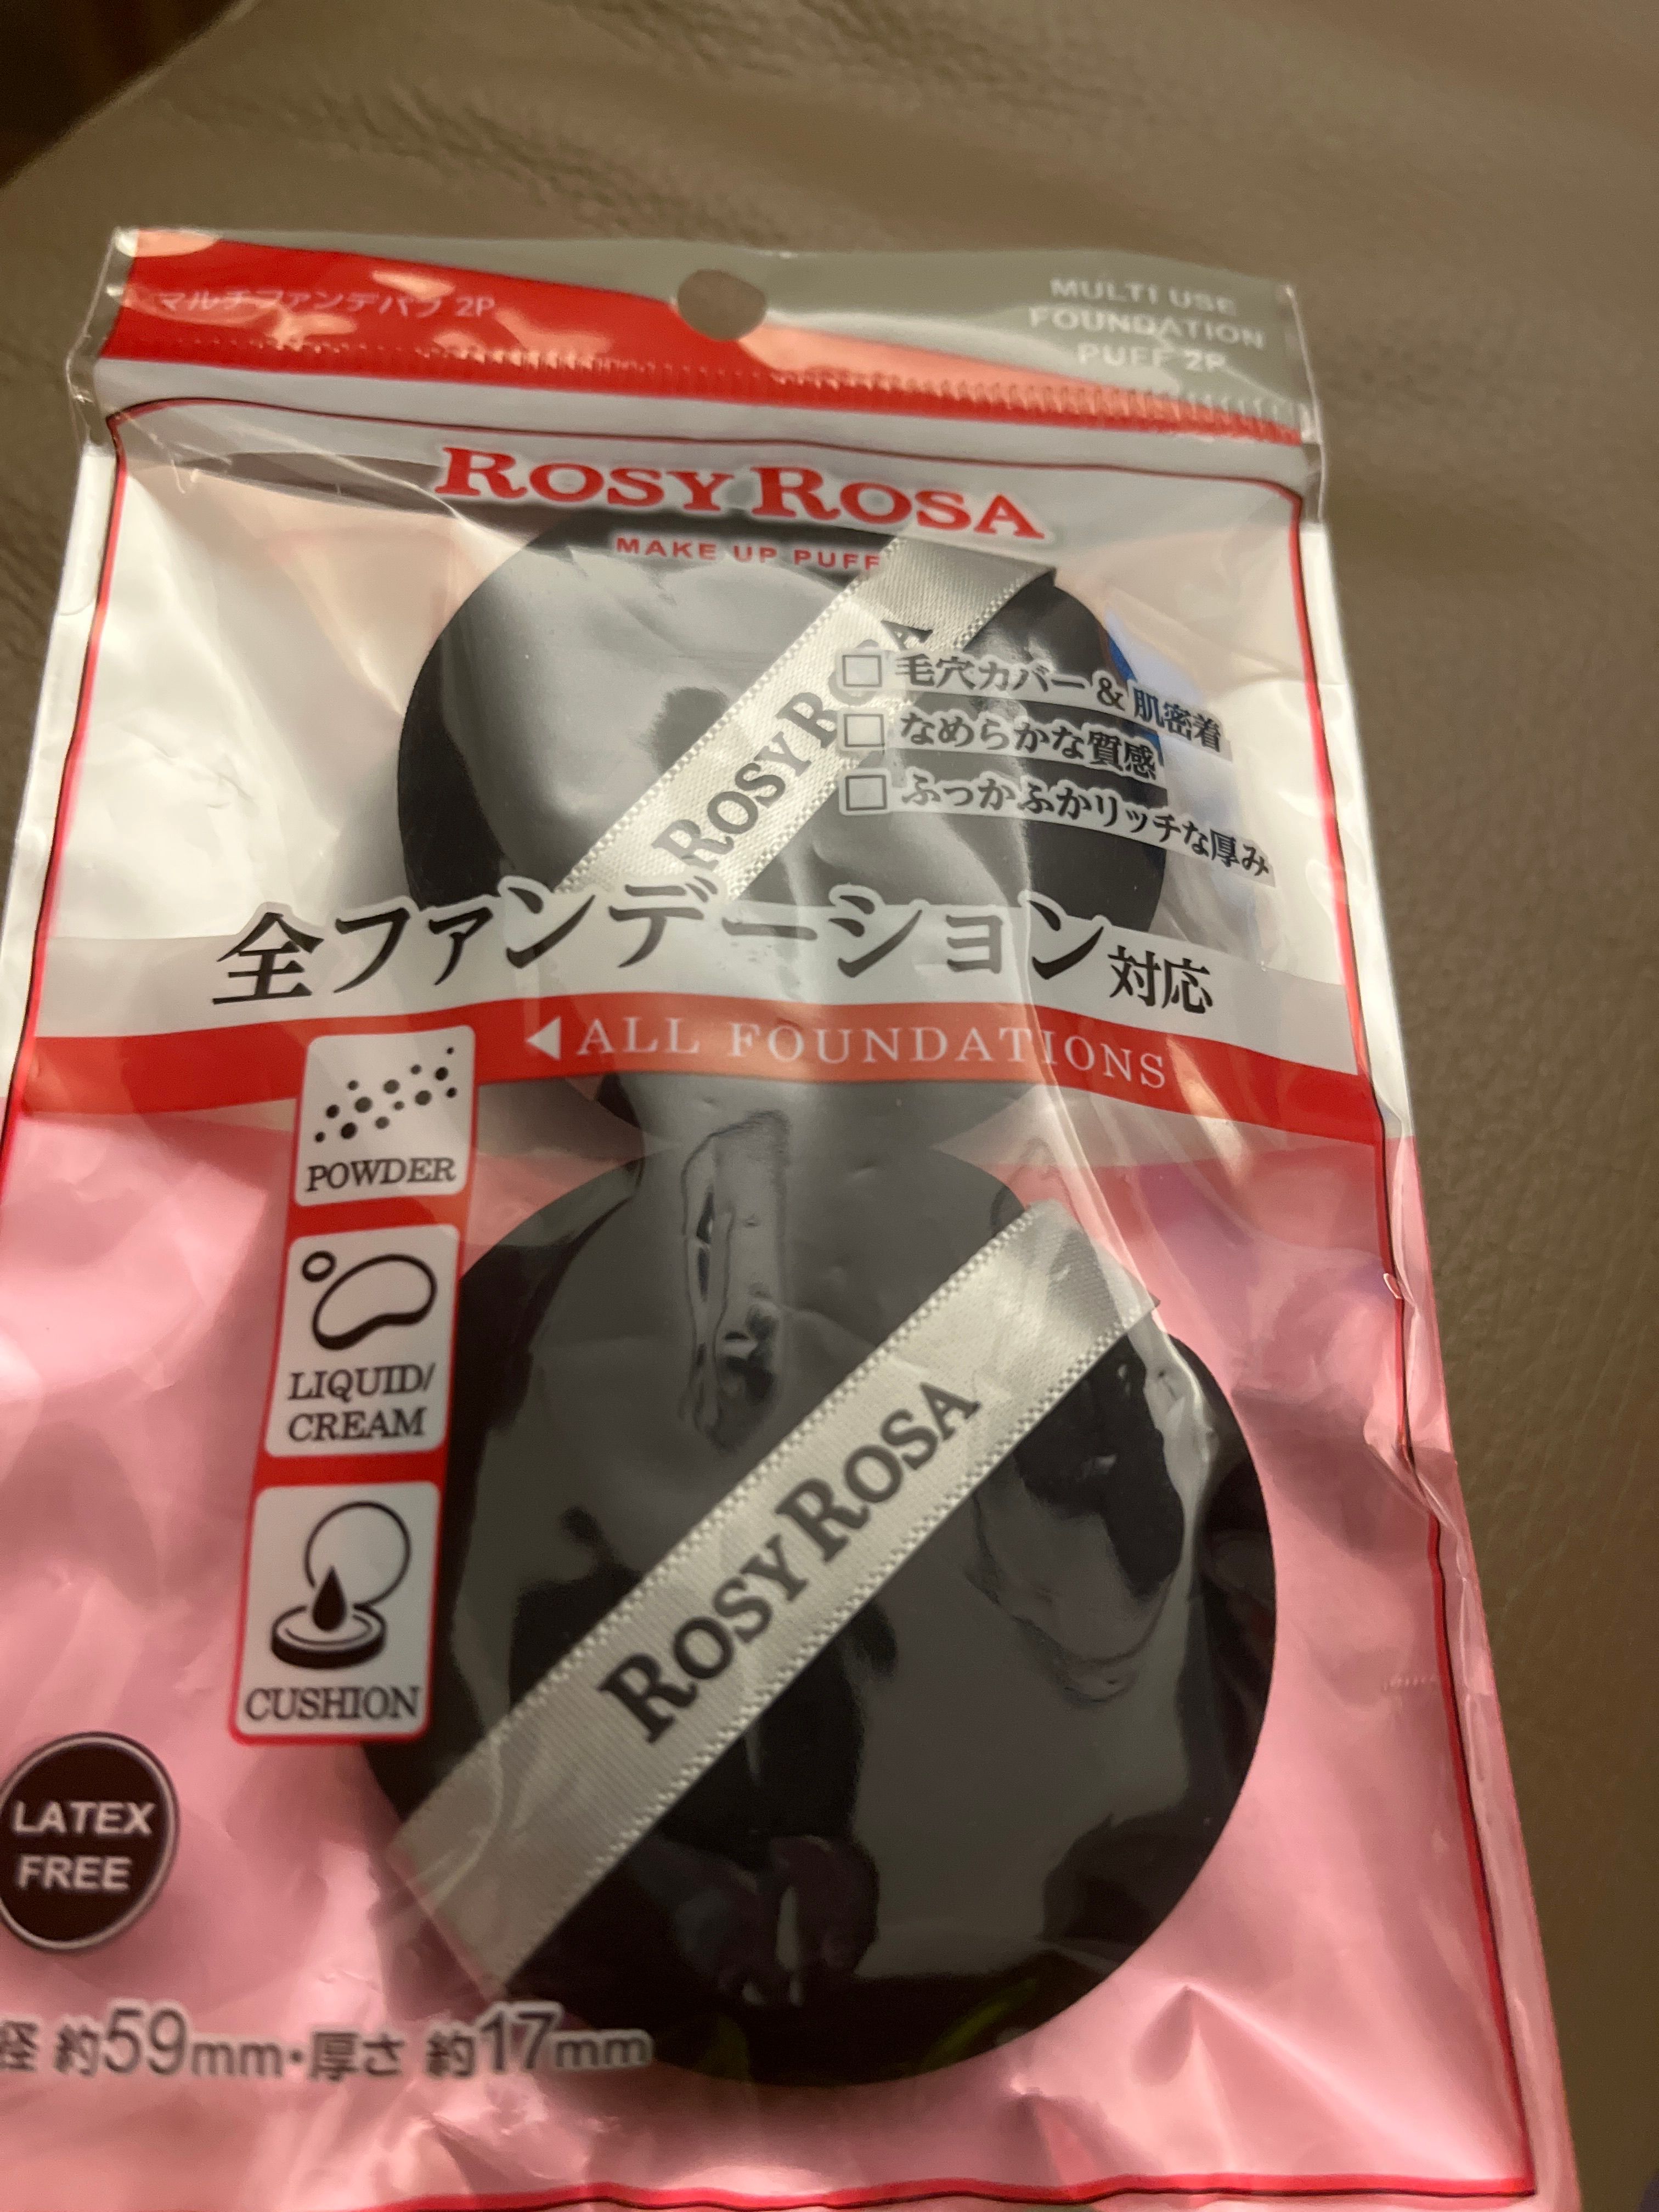 マルチファンデパフ 2P
MULTI USE
FOUNDATION
PUFF 2P
ROSY ROSA
MAKE UP PUFF
ROSY ROSA
□ 毛穴カバー & 肌密着
□ なめらかな質感
□ ふっかふかリッチな厚み
全ファンデーション対応
◀ALL FOUNDATIONS
POWDER
LIQUID/
CREAM
CUSHION
ROSY ROSA
LATEX
FREE
径 約59mm・厚さ 約17mm